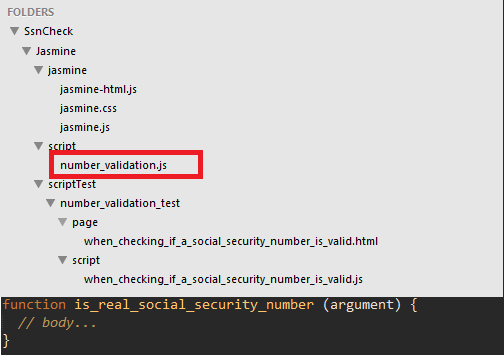 FOLDERS
SsnCheck
Jasmine
jasmine
jasmine-html.js
jasmine.css
jasmine.js
script
number_validation.js
scriptTest
number_validation_test
page
when_checking_if_a_social_security_number_is_valid.html
script
when_checking_if_a_social_security_number_is_valid.js
function is_real_social_security_number (argument) {
// body...
}